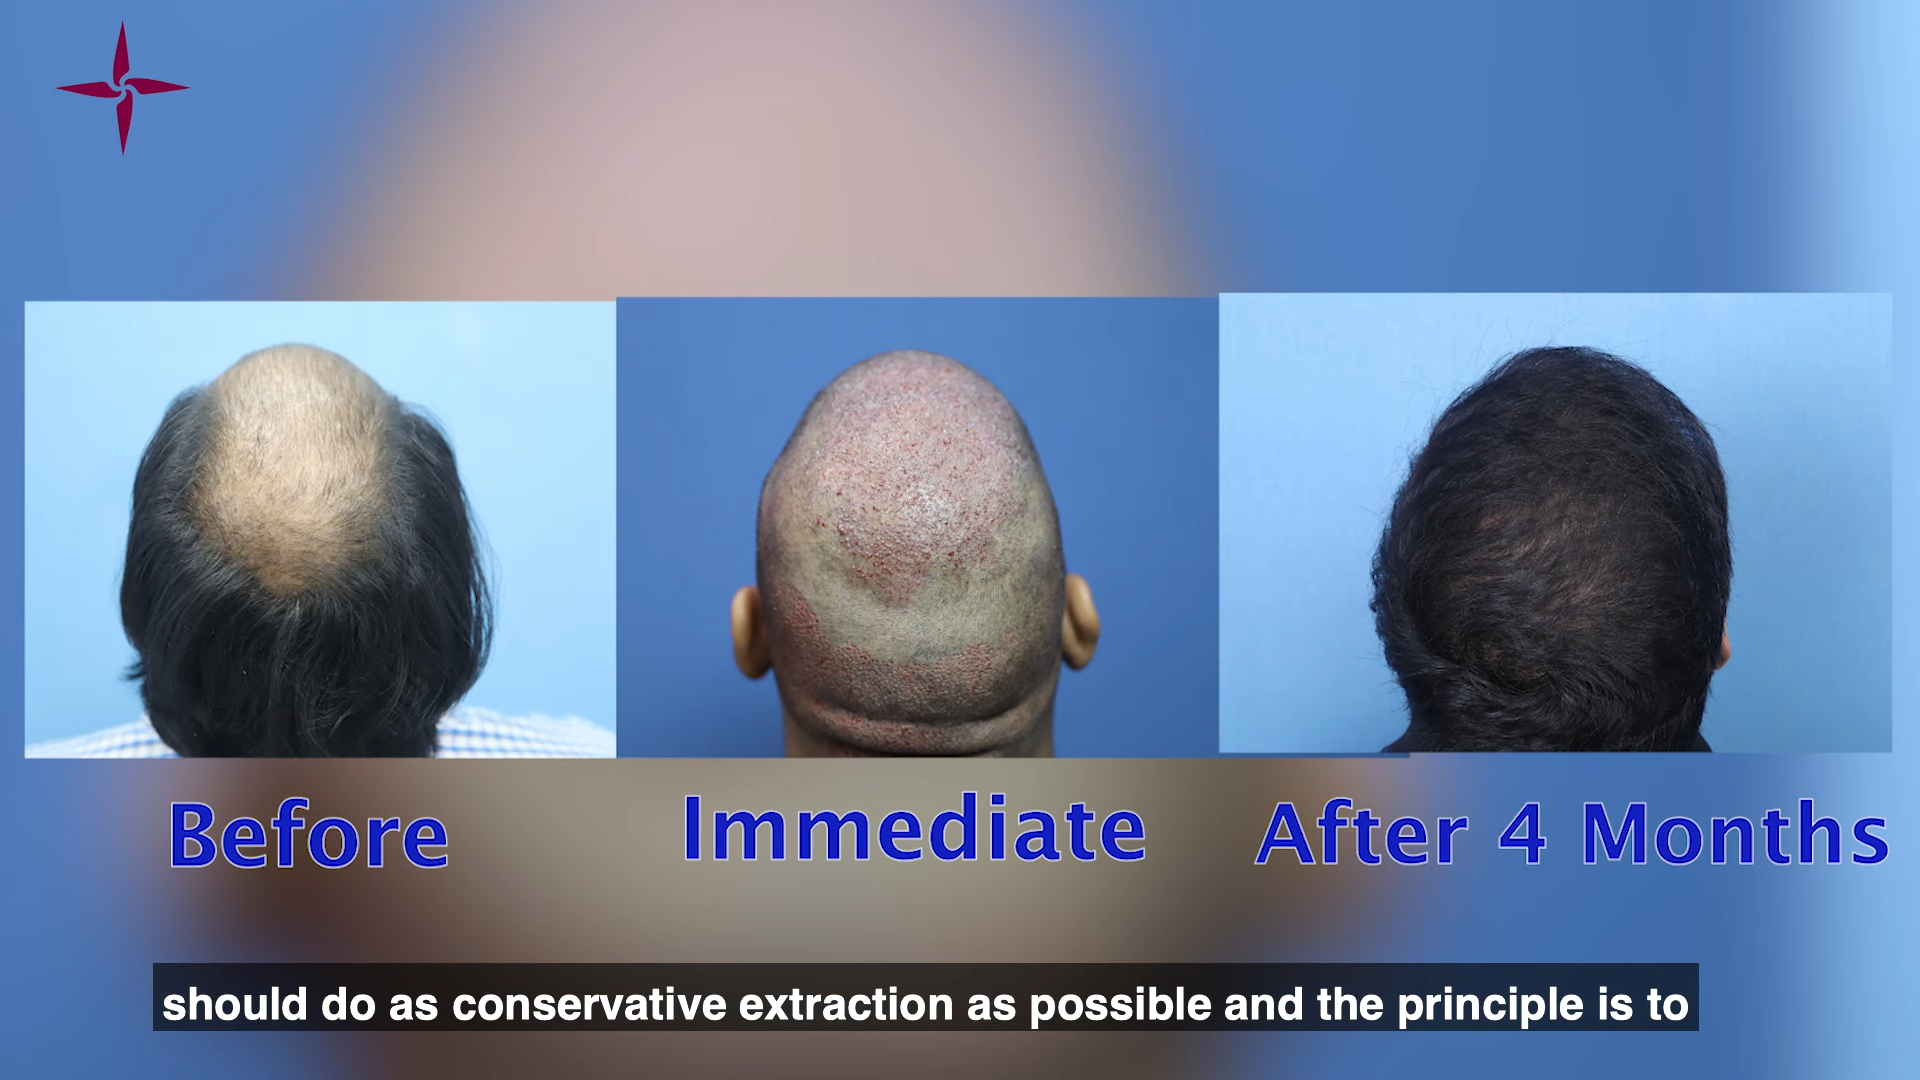 Before
Immediate
After 4 Months
should do as conservative extraction as possible and the principle is to